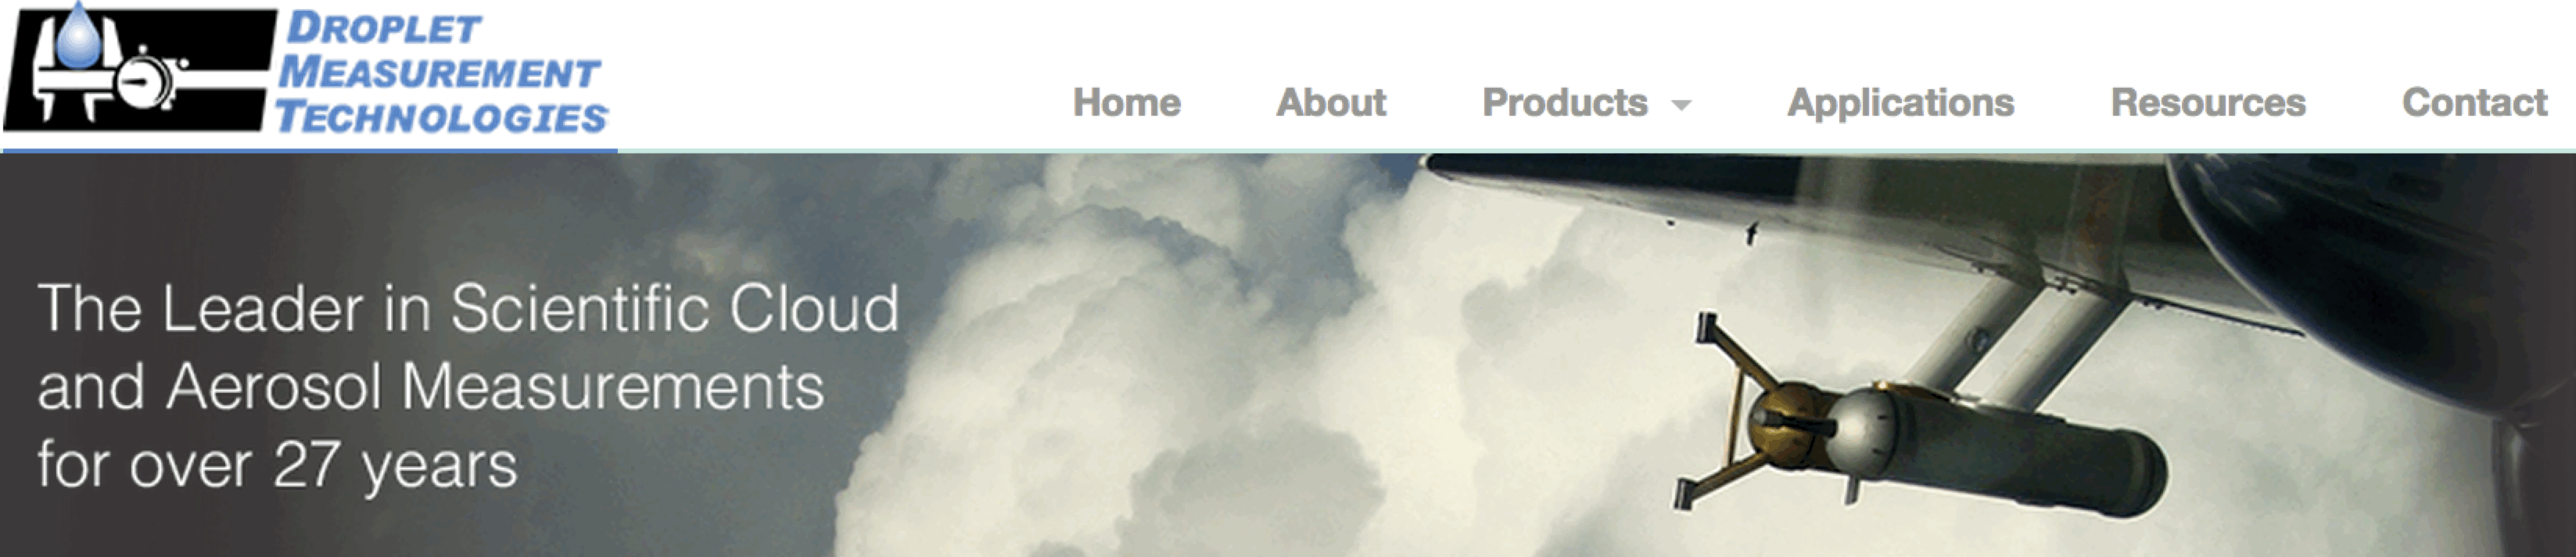 DROPLET
MEASUREMENT
TECHNOLOGIES
Home About Products Applications Resources Contact
The Leader in Scientific Cloud
and Aerosol Measurements
for over 27 years